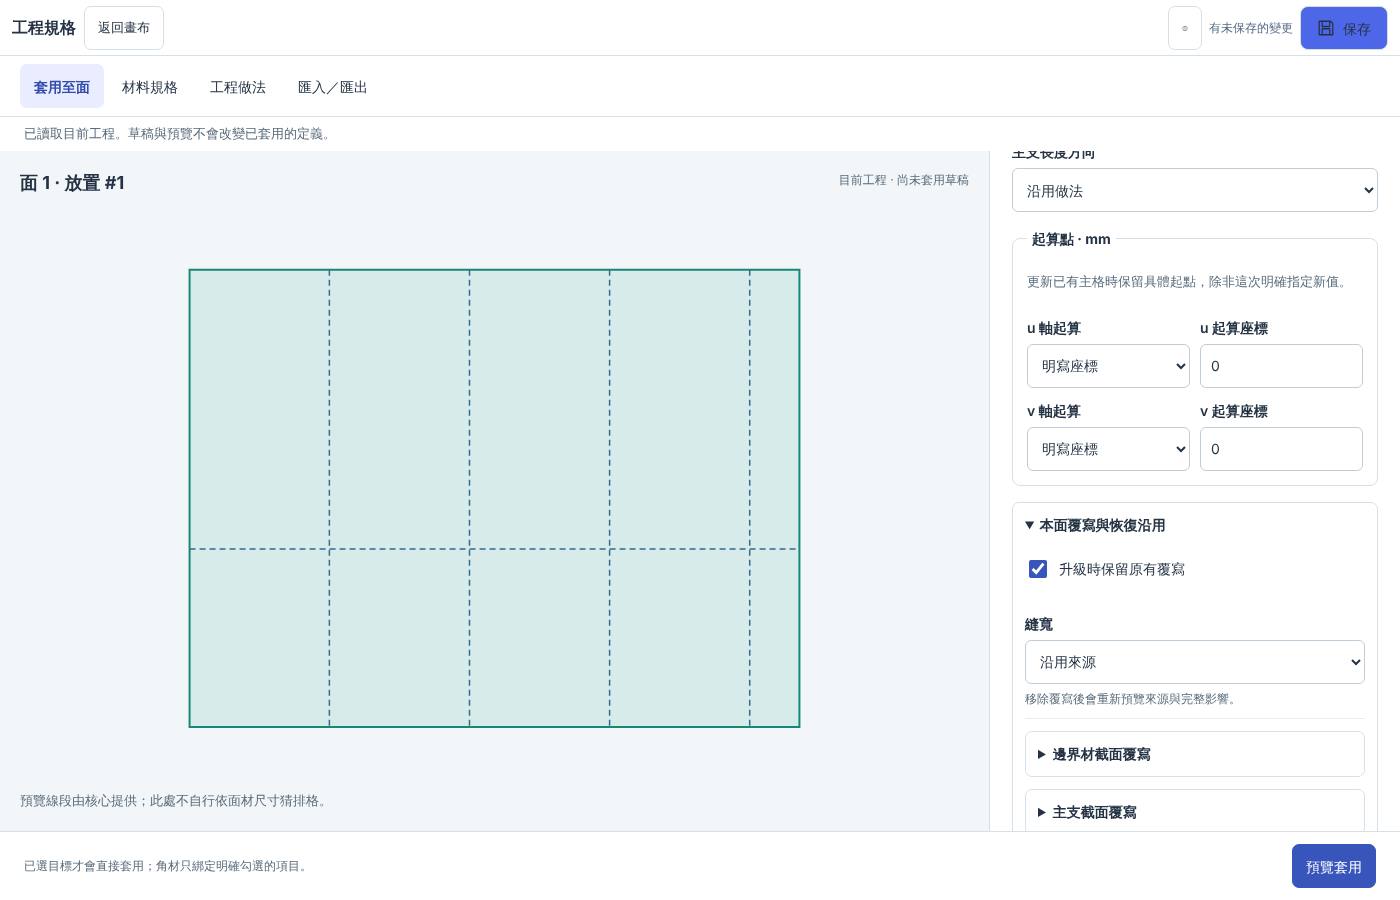 工程規格
返回畫布
有未保存的變更
保存
套用至面
材料規格
工程做法
匯入／匯出
已讀取目前工程。草稿與預覽不會改變已套用的定義。
面 1 · 放置 #1
目前工程 · 尚未套用草稿
預覽線段由核心提供；此處不自行依面材尺寸猜排格。
主支長度方向
沿用做法
起算點 · mm
更新已有主格時保留具體起點，除非這次明確指定新值。
u 軸起算
u 起算座標
明寫座標
0
v 軸起算
v 起算座標
明寫座標
0
本面覆寫與恢復沿用
升級時保留原有覆寫
縫寬
沿用來源
移除覆寫後會重新預覽來源與完整影響。
邊界材截面覆寫
主支截面覆寫
已選目標才會直接套用；角材只綁定明確勾選的項目。
預覽套用